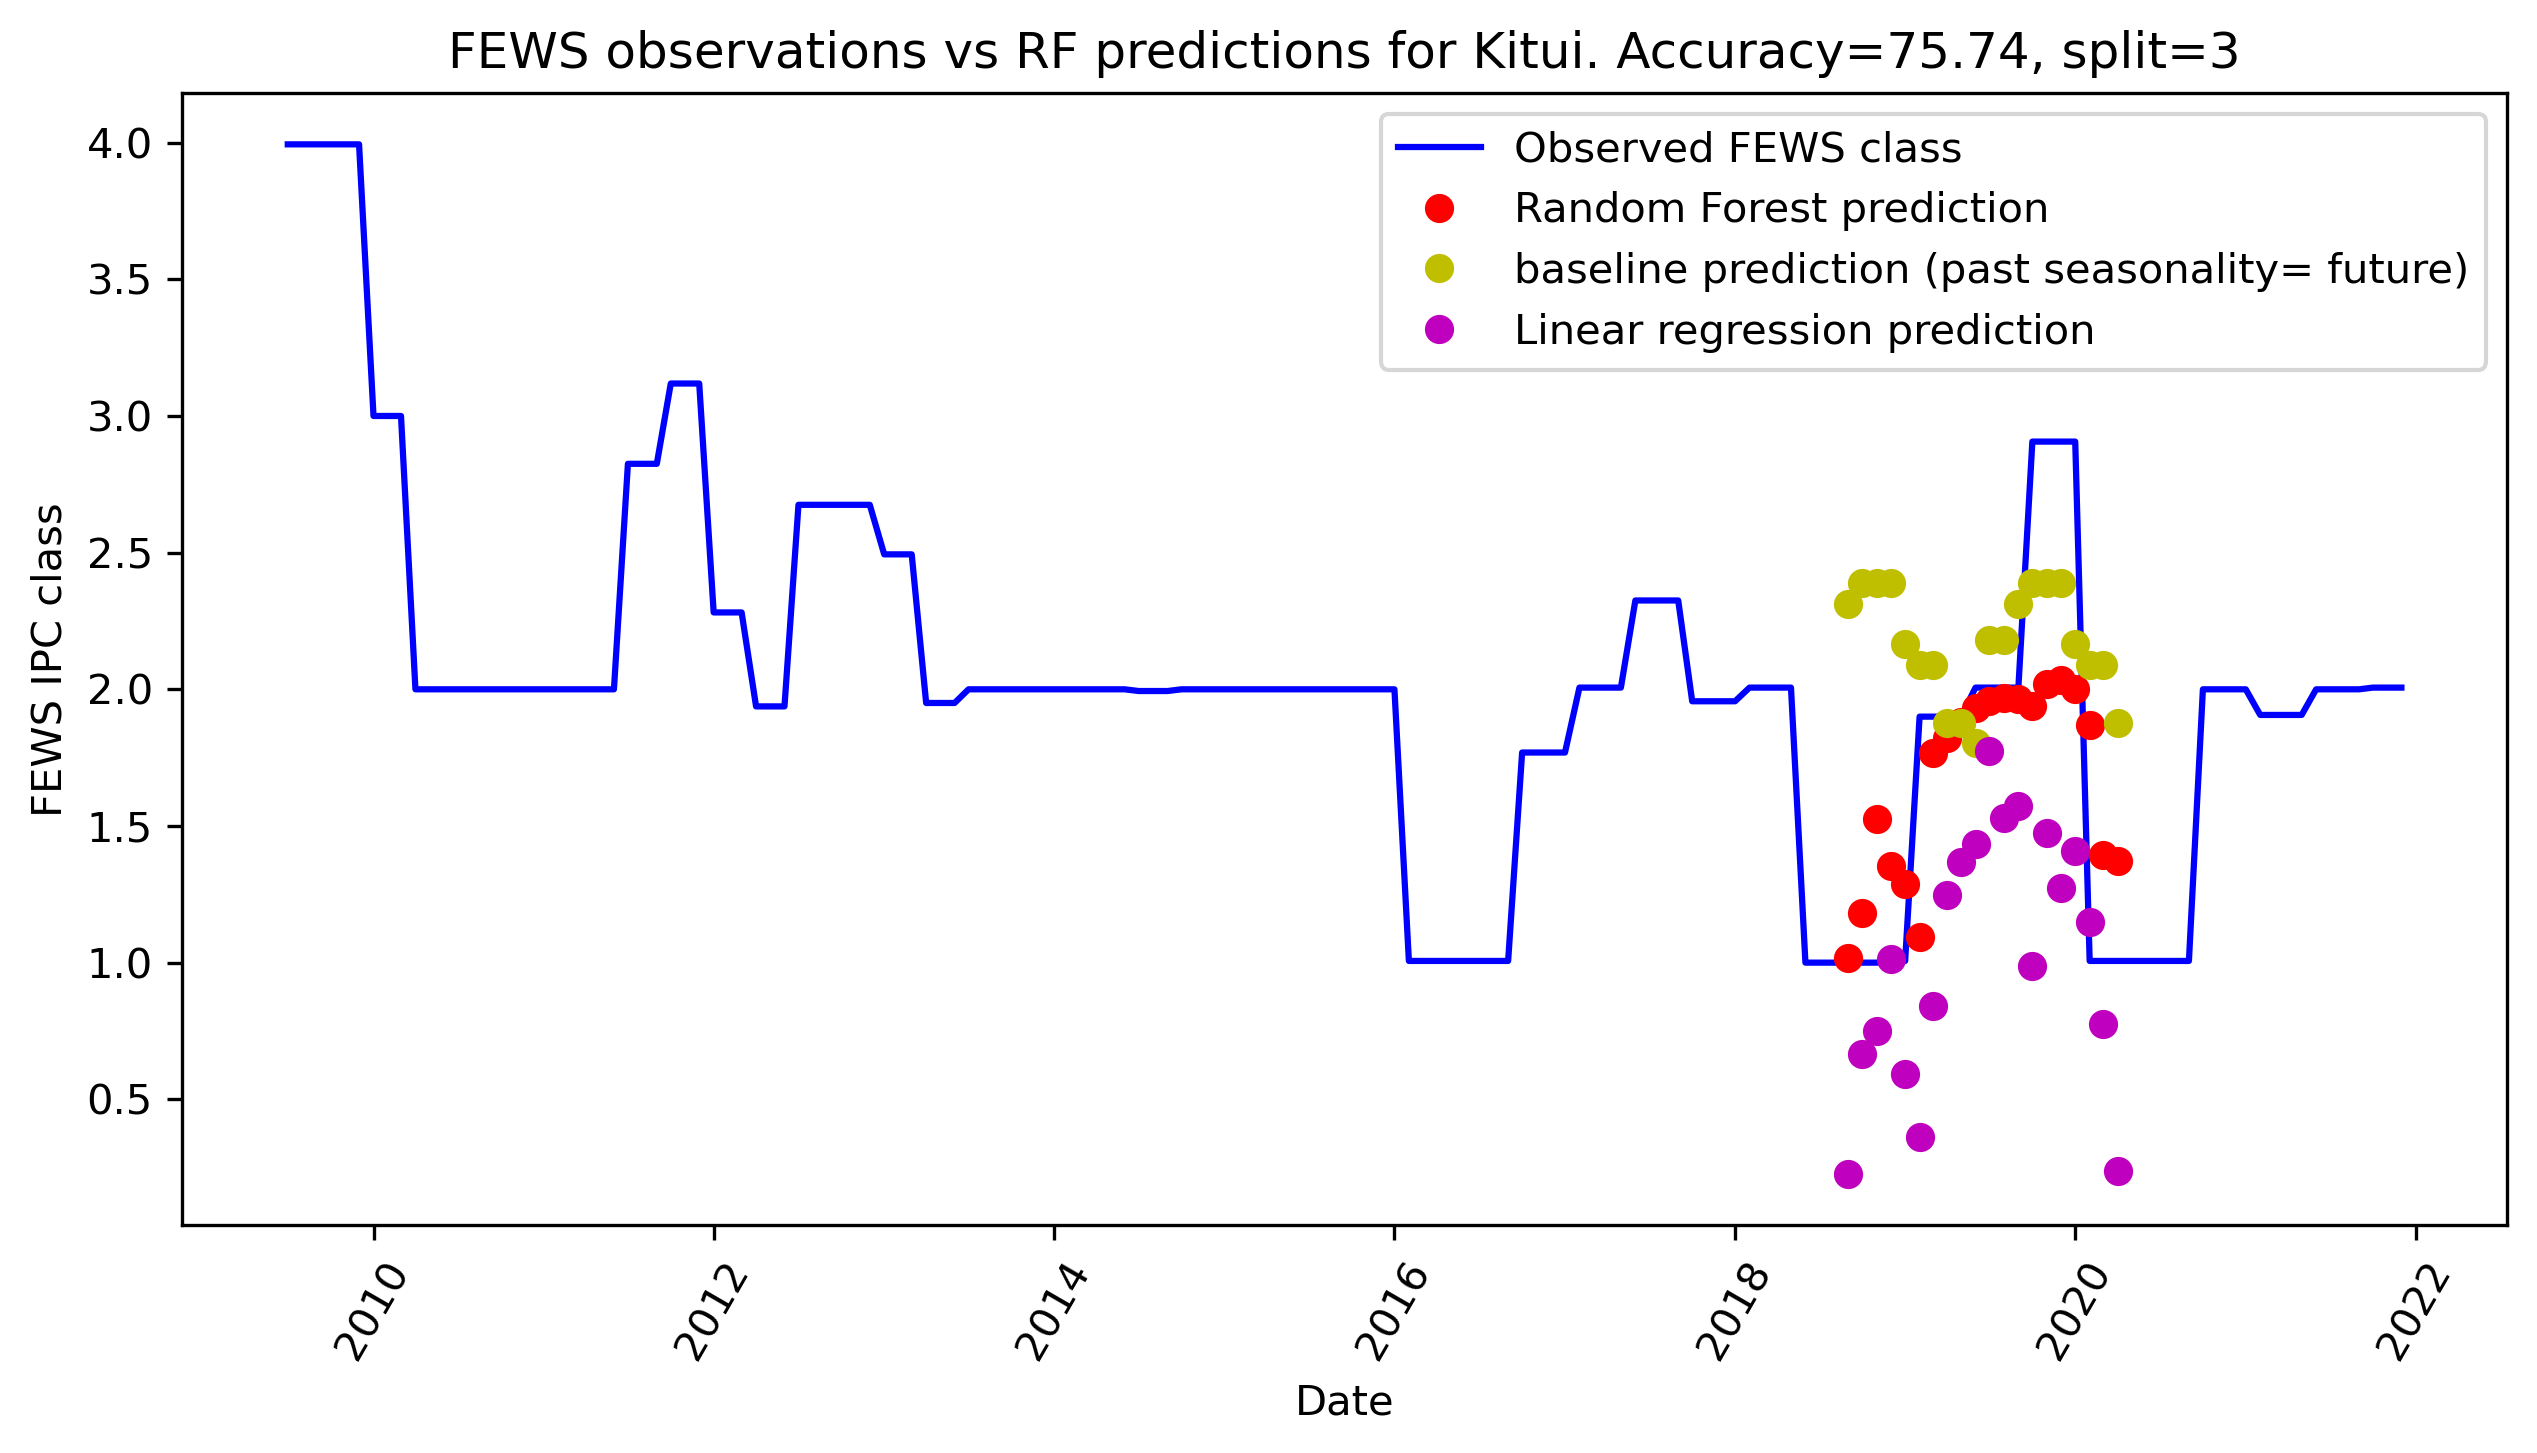 FEWS observations vs RF predictions for Kitui. Accuracy=75.74, split=3
Observed FEWS class
Random Forest prediction
baseline prediction (past seasonality= future)
Linear regression prediction
FEWS IPC class
4.0
3.5
3.0
2.5
2.0
1.5
1.0
0.5
2010
2012
2014
2016
2018
2020
2022
Date